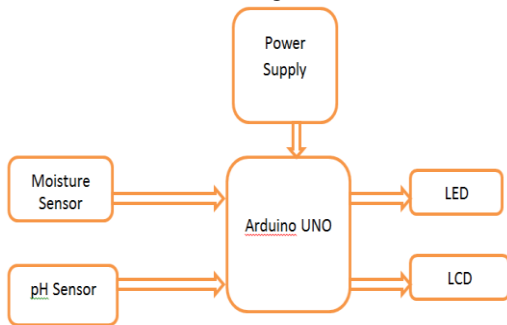 Power
Supply
Moisture
Sensor
Arduino UNO
LED
pH Sensor
LCD